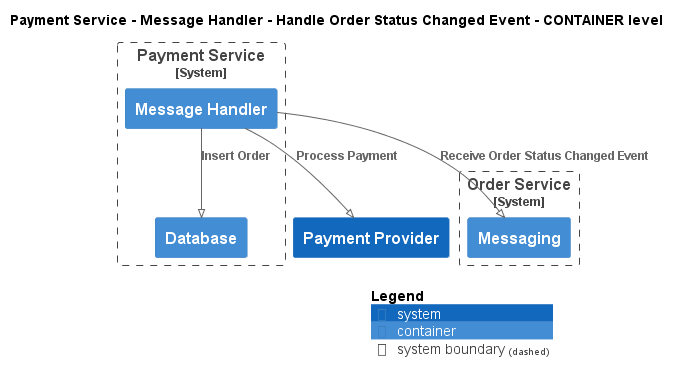 Payment Service - Message Handler - Handle Order Status Changed Event - CONTAINER level
Payment Service
[System]
Message Handler
Insert Order
Process Payment
Receive Order Status Changed Event
Order Service
[System]
Database
Payment Provider
Messaging
Legend
system
container
system boundary (dashed)